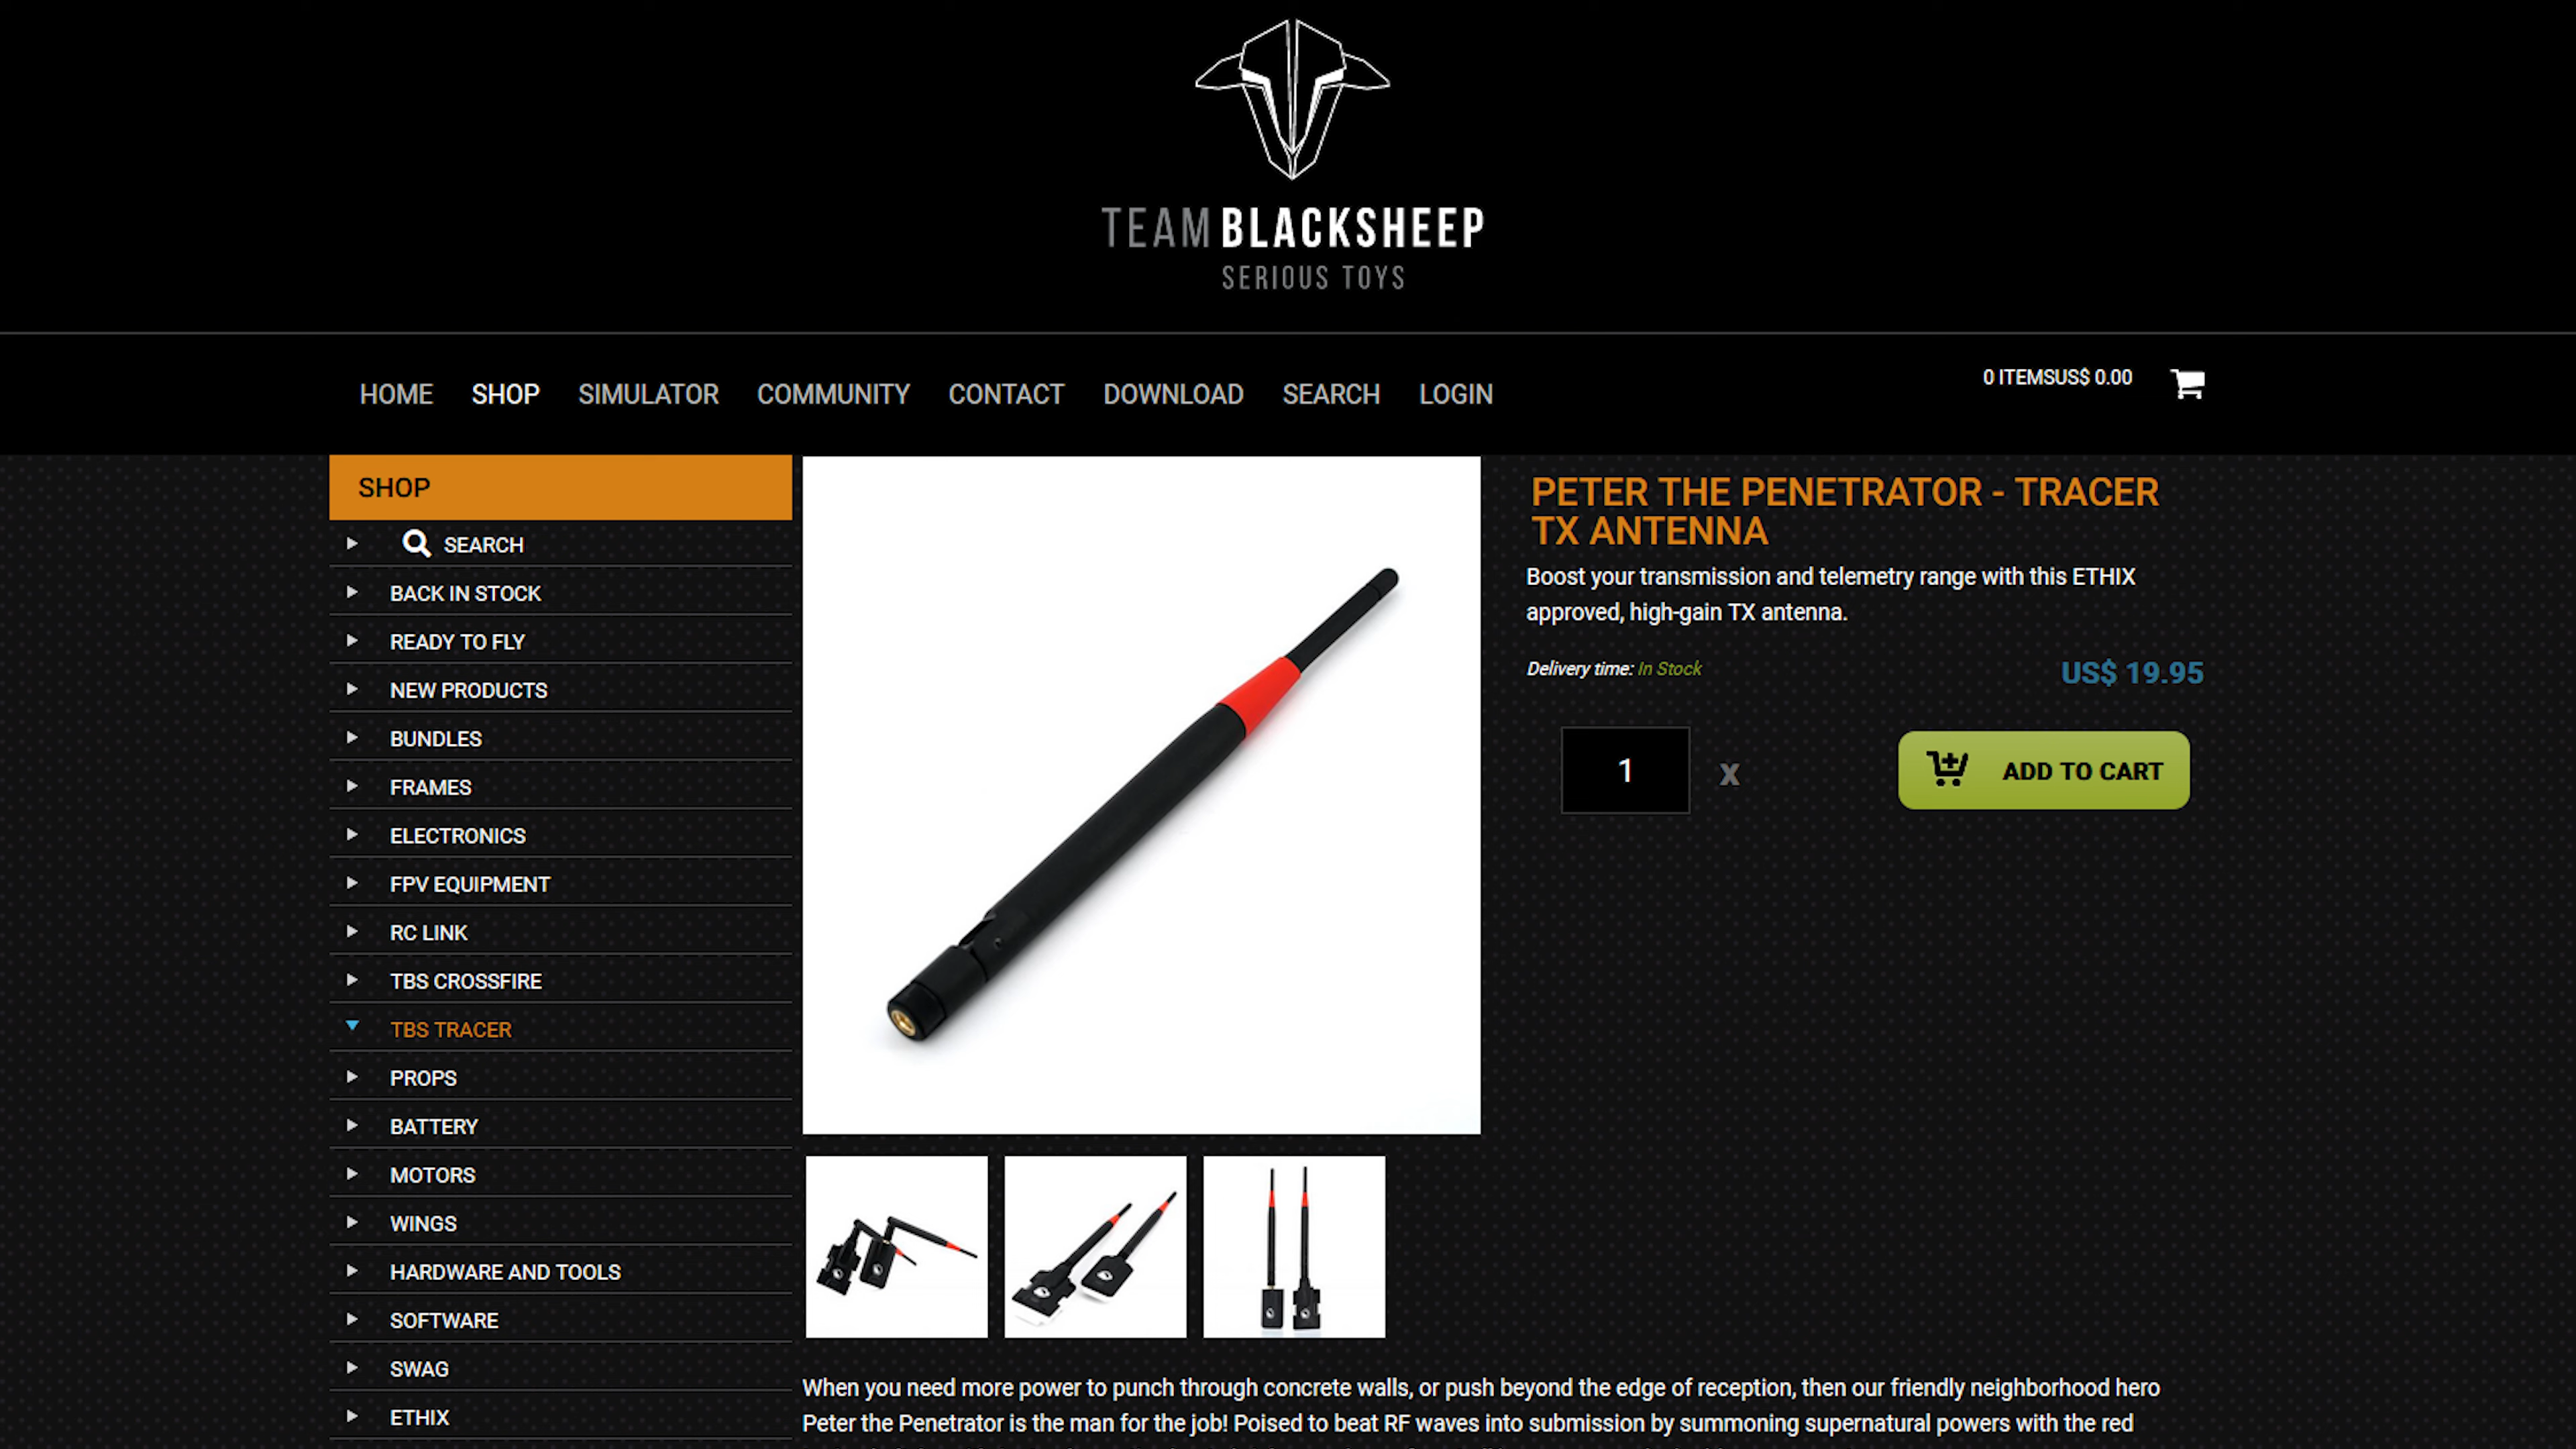 TEAM BLACKSHEEP
SERIOUS TOYS
HOME SHOP SIMULATOR COMMUNITY CONTACT DOWNLOAD SEARCH LOGIN
0 ITEMSUS$ 0.00
SHOP
SEARCH
BACK IN STOCK
READY TO FLY
NEW PRODUCTS
BUNDLES
FRAMES
ELECTRONICS
FPV EQUIPMENT
RC LINK
TBS CROSSFIRE
TBS TRACER
PROPS
BATTERY
MOTORS
WINGS
HARDWARE AND TOOLS
SOFTWARE
SWAG
ETHIX
PETER THE PENETRATOR - TRACER
TX ANTENNA
Boost your transmission and telemetry range with this ETHIX
approved, high-gain TX antenna.
Delivery time: In Stock
US$ 19.95
1 x
ADD TO CART
When you need more power to punch through concrete walls, or push beyond the edge of reception, then our friendly neighborhood hero
Peter the Penetrator is the man for the job! Poised to beat RF waves into submission by summoning supernatural powers with the red